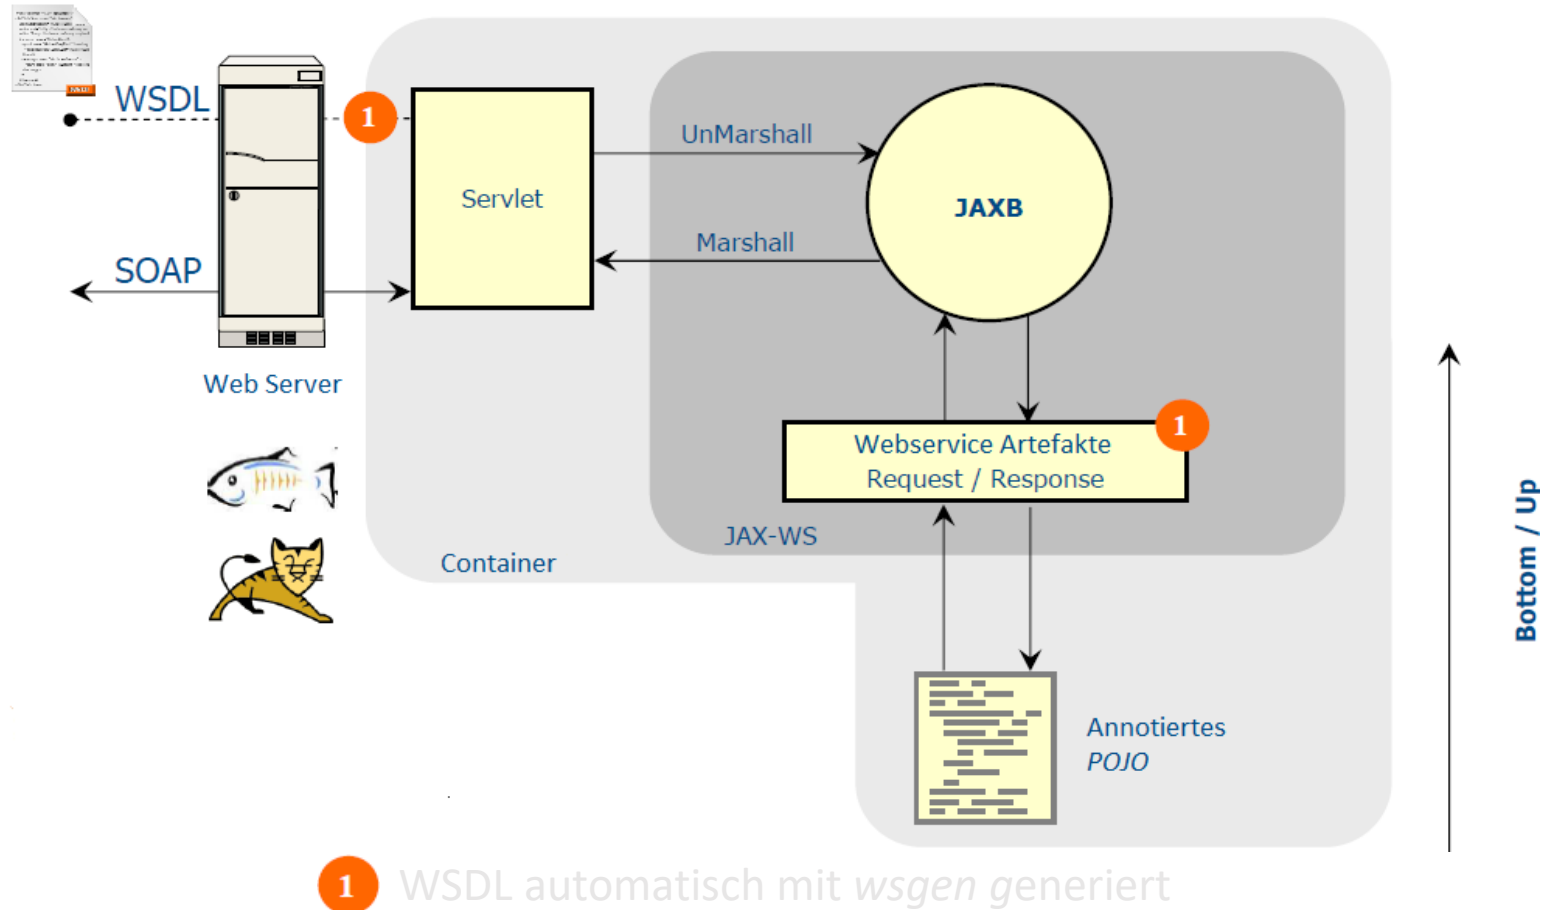 WSDL
WSDL
1
Servlet
UnMarshall
JAXB
Marshall
SOAP
Web Server
1
Webservice Artefakte
Request / Response
JAX-WS
Container
Bottom / Up
Annotiertes
POJO
1 WSDL automatisch mit wsgen generiert